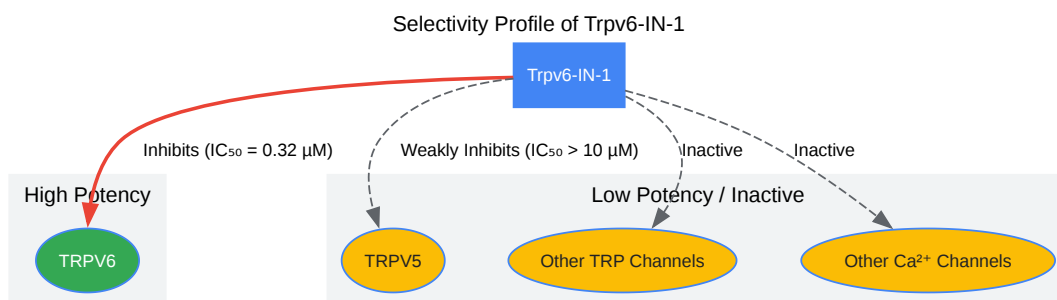 Selectivity Profile of Trpv6-IN-1
Trpv6-IN-1
Inhibits (IC₅₀ = 0.32 µM)
Weakly Inhibits (IC₅₀ > 10 µM)
Inactive
Inactive
High Potency
Low Potency / Inactive
TRPV6
TRPV5
Other TRP Channels
Other Ca²⁺ Channels